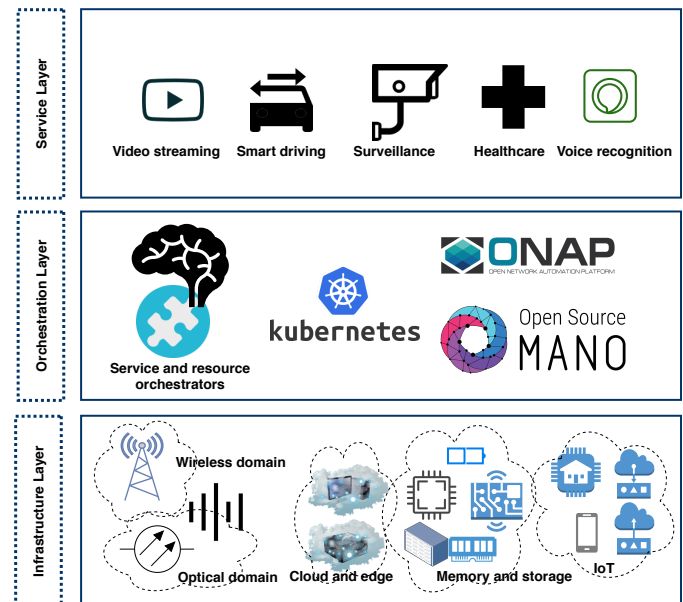 Service Layer
Video streaming
Smart driving
Surveillance
Healthcare
Voice recognition
Orchestration Layer
Service and resource
orchestrators
kubernetes
ONAP
OPEN NETWORK AUTOMATION PLATFORM
Open Source
MANO
Infrastructure Layer
Wireless domain
Optical domain
Cloud and edge
Memory and storage
IoT